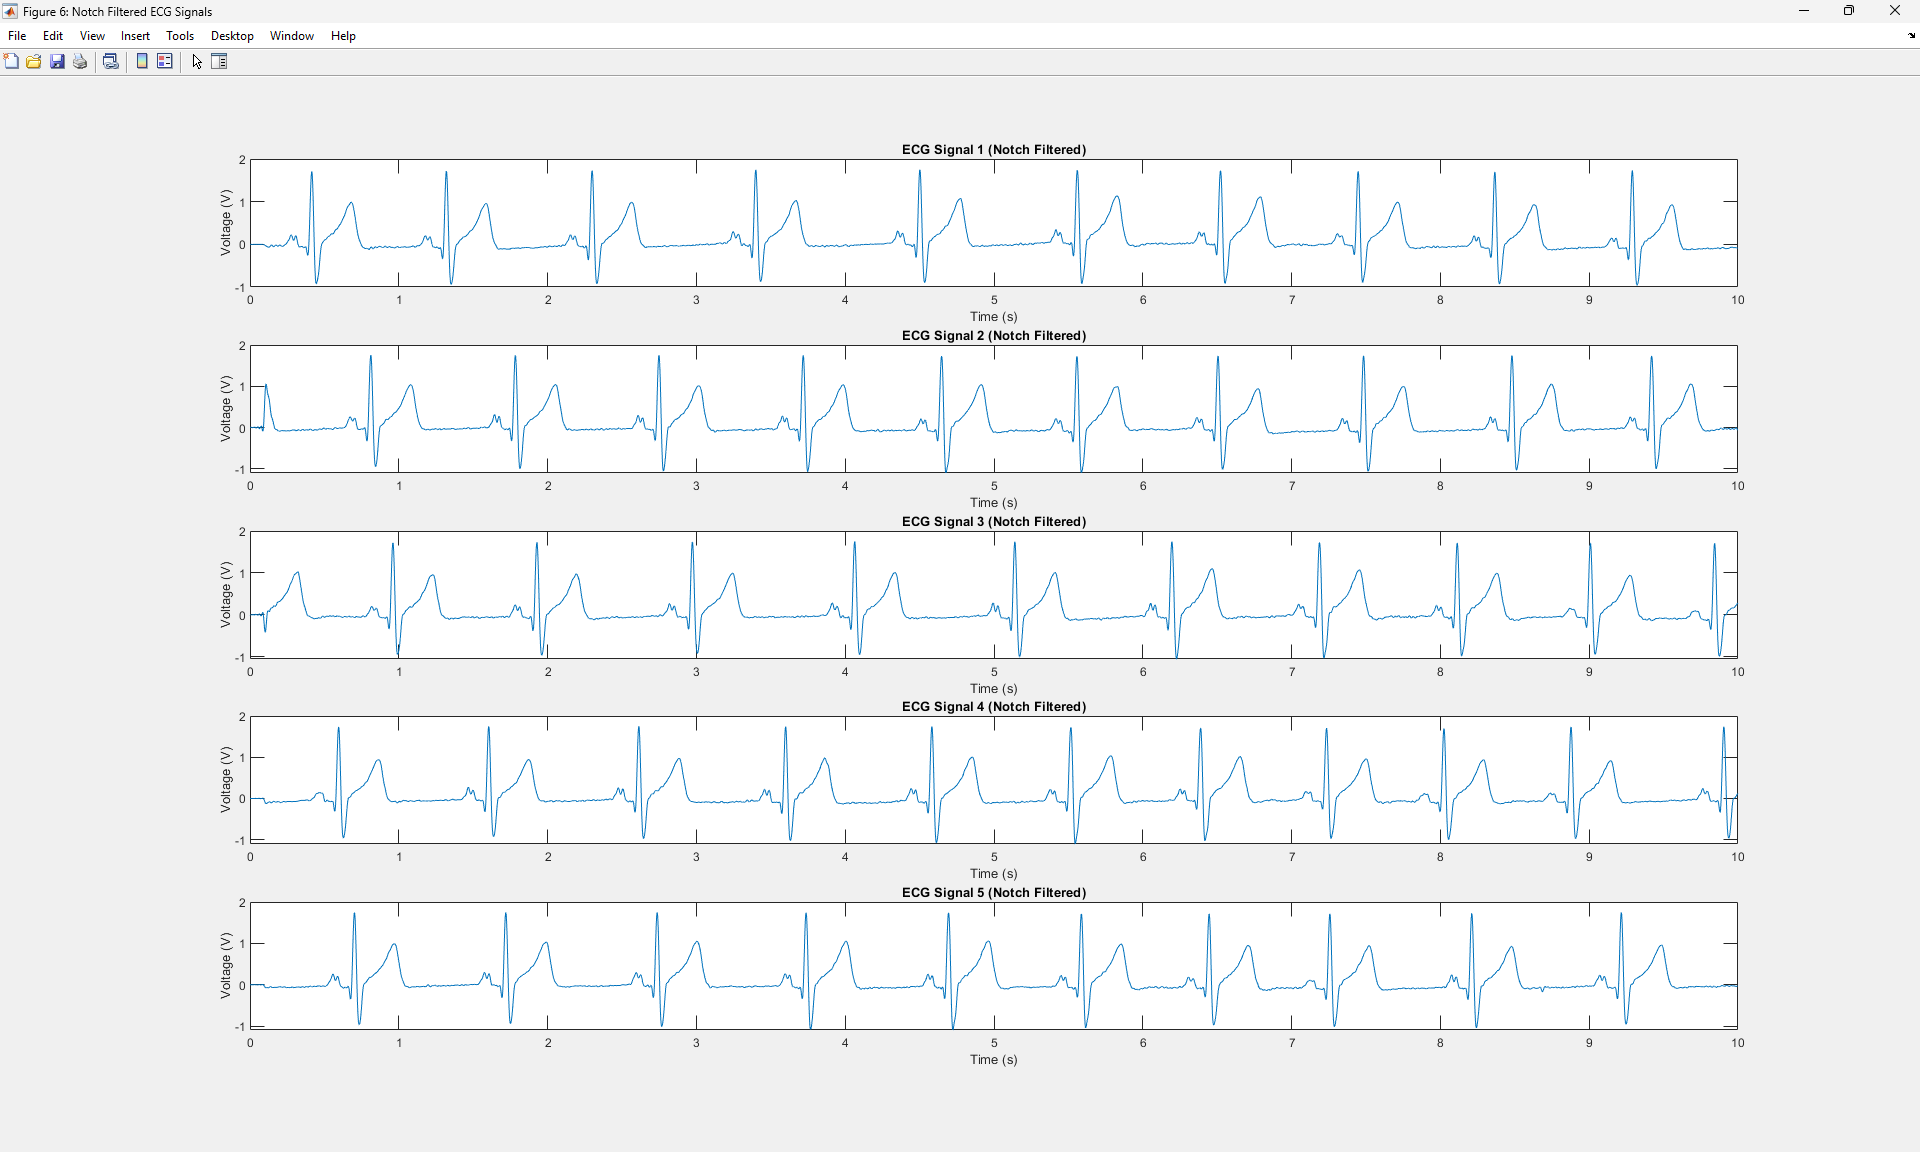 Figure 6: Notch Filtered ECG Signals
File Edit View Insert Tools Desktop Window Help
ECG Signal 1 (Notch Filtered)
2
1
0
-1
Voltage (V)
0 1 2 3 4 5 6 7 8 9 10
Time (s)
ECG Signal 2 (Notch Filtered)
2
1
0
-1
Voltage (V)
0 1 2 3 4 5 6 7 8 9 10
Time (s)
ECG Signal 3 (Notch Filtered)
2
1
0
-1
Voltage (V)
0 1 2 3 4 5 6 7 8 9 10
Time (s)
ECG Signal 4 (Notch Filtered)
2
1
0
-1
Voltage (V)
0 1 2 3 4 5 6 7 8 9 10
Time (s)
ECG Signal 5 (Notch Filtered)
2
1
0
-1
Voltage (V)
0 1 2 3 4 5 6 7 8 9 10
Time (s)